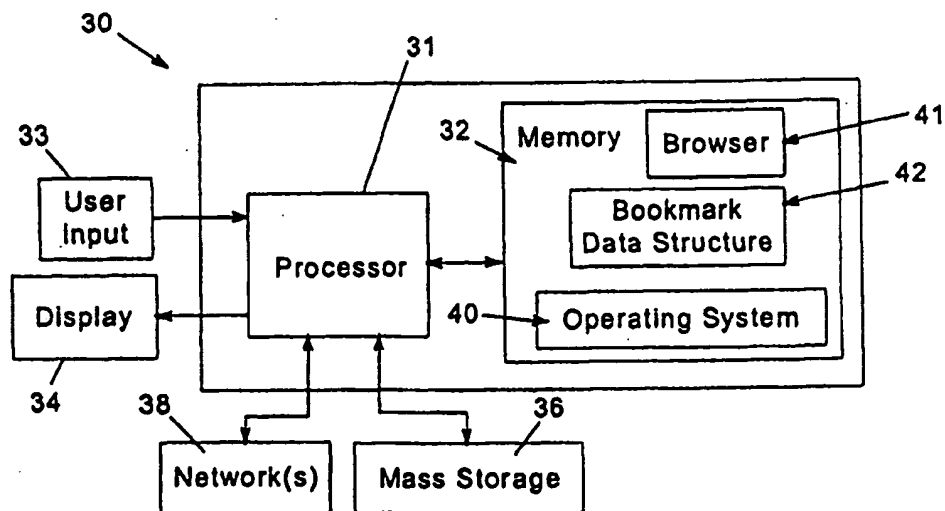 30
31
33
User
Input
Processor
32
Memory
Browser
41
42
Bookmark
Data Structure
40
Operating System
Display
34
38
36
Network(s)
Mass Storage